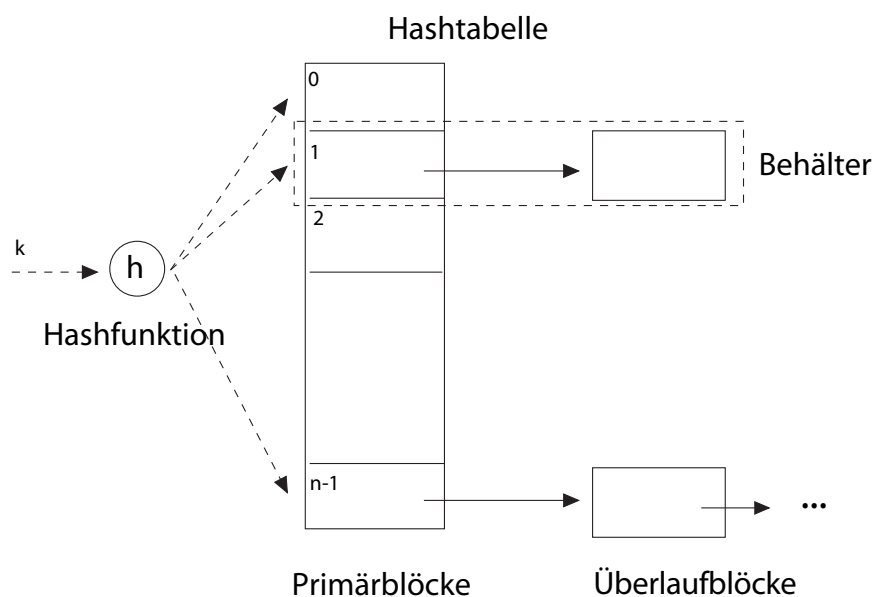 Hashtabelle
0
1
Behälter
2
k
h
Hashfunktion
n-1
...
Primärblöcke
Überlaufblöcke